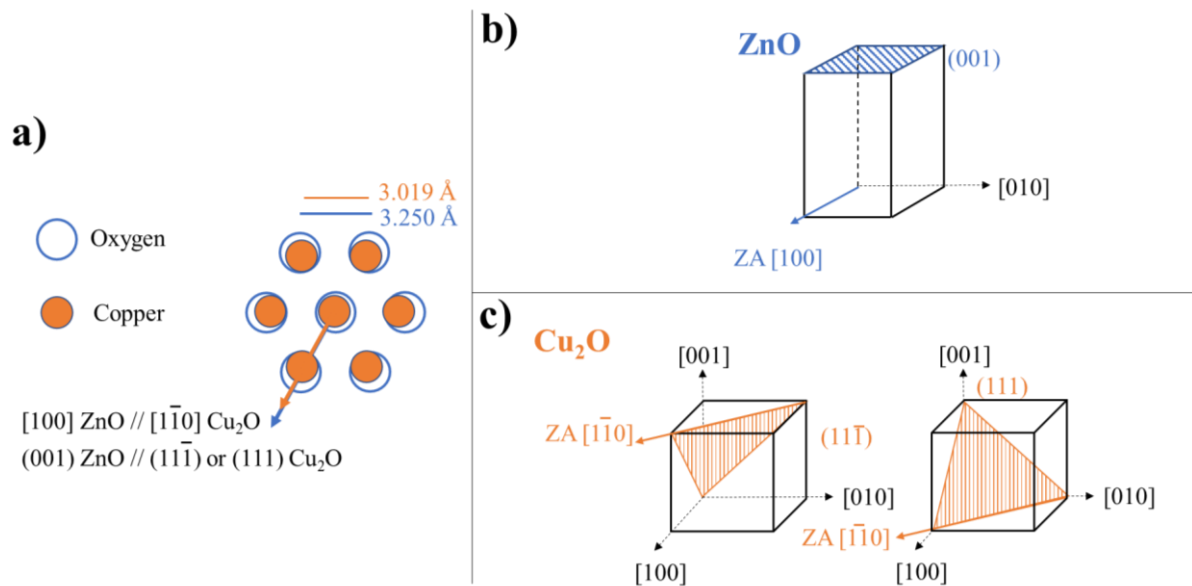 a)
3.019 Å
3.250 Å
Oxygen
Copper
[100] ZnO // [11̅0] Cu₂O
(001) ZnO // (111̅) or (111) Cu₂O
b)
ZnO
(001)
[010]
ZA [100]
c)
Cu₂O
[001]
ZA [11̅0]
(111̅)
[010]
[100]
[001]
(111)
[010]
ZA [11̅0]
[100]